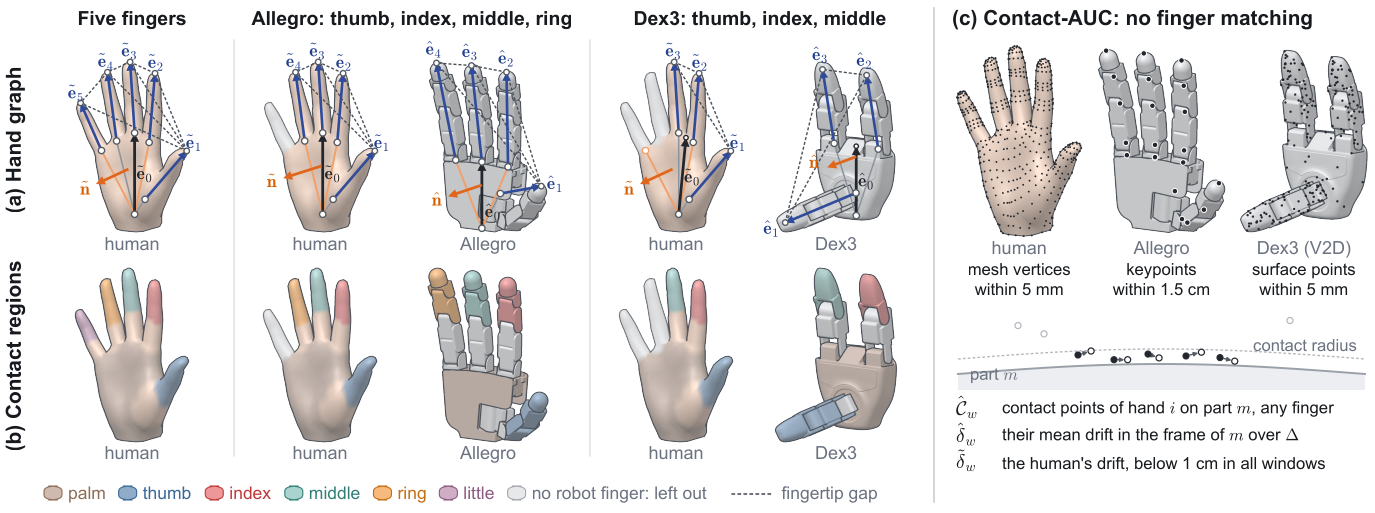 Five fingers
Allegro: thumb, index, middle, ring
Dex3: thumb, index, middle
(c) Contact-AUC: no finger matching
(a) Hand graph
ẽ₅ ẽ₄ ẽ₃ ẽ₂ ẽ₁ ñ ẽ₀
human
ẽ₄ ẽ₃ ẽ₂ ẽ₁ ñ ẽ₀
human
ê₄ ê₃ ê₂ ê₁ n̂
Allegro
ẽ₃ ẽ₂ ẽ₁ ñ ẽ₀
human
ê₃ ê₂ ê₁ n̂ ê₀
Dex3
human
mesh vertices
within 5 mm
Allegro
keypoints
within 1.5 cm
Dex3 (V2D)
surface points
within 5 mm
(b) Contact regions
human
human
Allegro
human
Dex3
contact radius
part m
Ĉ_w contact points of hand i on part m, any finger
δ̂_w their mean drift in the frame of m over Δ
δ̃_w the human's drift, below 1 cm in all windows
palm thumb index middle ring little no robot finger: left out fingertip gap